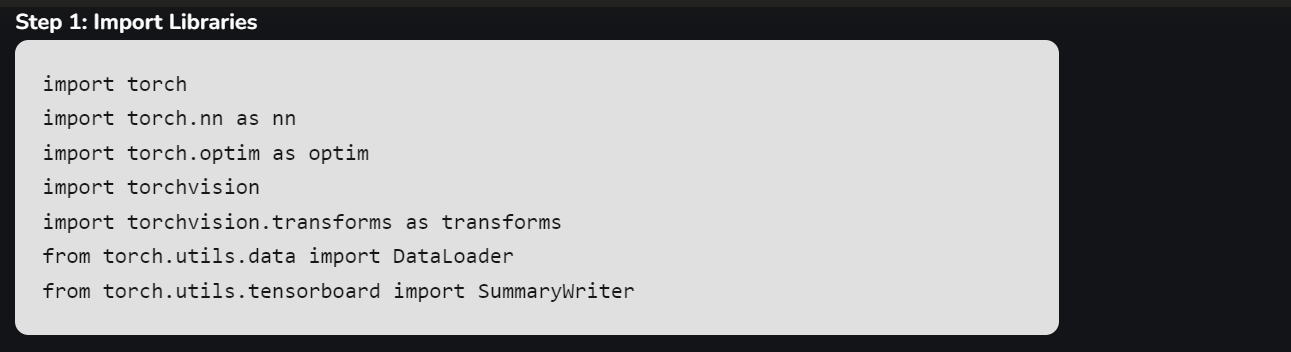 Step 1: Import Libraries
import torch
import torch.nn as nn
import torch.optim as optim
import torchvision
import torchvision.transforms as transforms
from torch.utils.data import DataLoader
from torch.utils.tensorboard import SummaryWriter